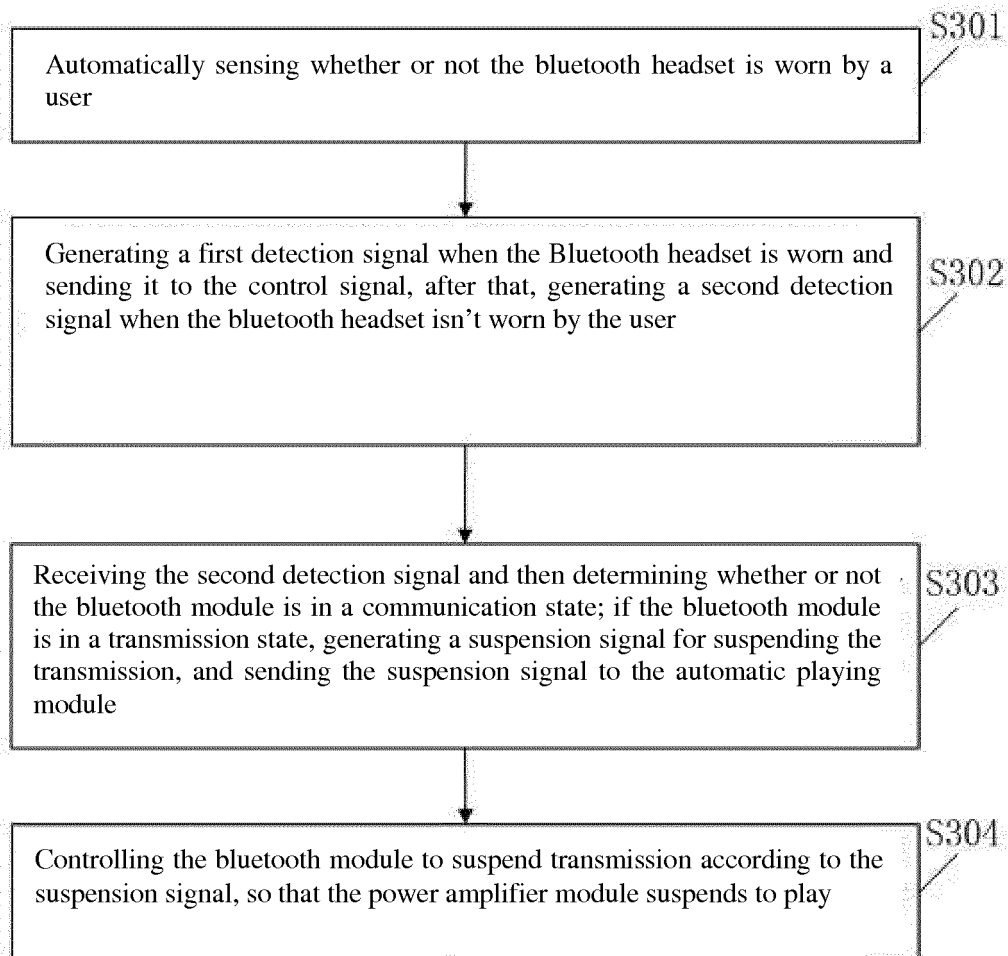 S301
Automatically sensing whether or not the bluetooth headset is worn by a
user
Generating a first detection signal when the Bluetooth headset is worn and
sending it to the control signal, after that, generating a second detection
signal when the bluetooth headset isn't worn by the user
S302
Receiving the second detection signal and then determining whether or not
the bluetooth module is in a communication state; if the bluetooth module
is in a transmission state, generating a suspension signal for suspending the
transmission, and sending the suspension signal to the automatic playing
module
S303
Controlling the bluetooth module to suspend transmission according to the
suspension signal, so that the power amplifier module suspends to play
S304